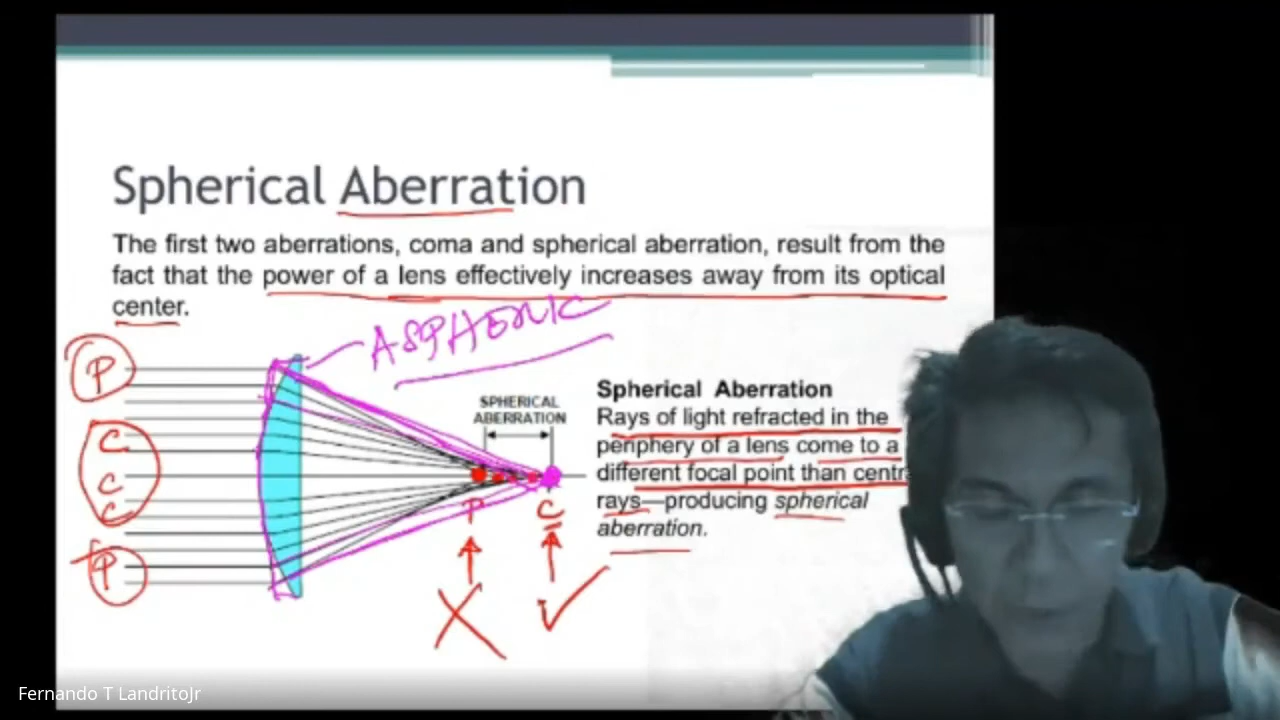 Spherical Aberration
The first two aberrations, coma and spherical aberration, result from the
fact that the power of a lens effectively increases away from its optical
center.
ASPHERIC
P
C
C
C
P
SPHERICAL
ABERRATION
P
C
Spherical Aberration
Rays of light refracted in the
periphery of a lens come to a
different focal point than centr
rays—producing spherical
aberration.
Fernando T LandritoJr